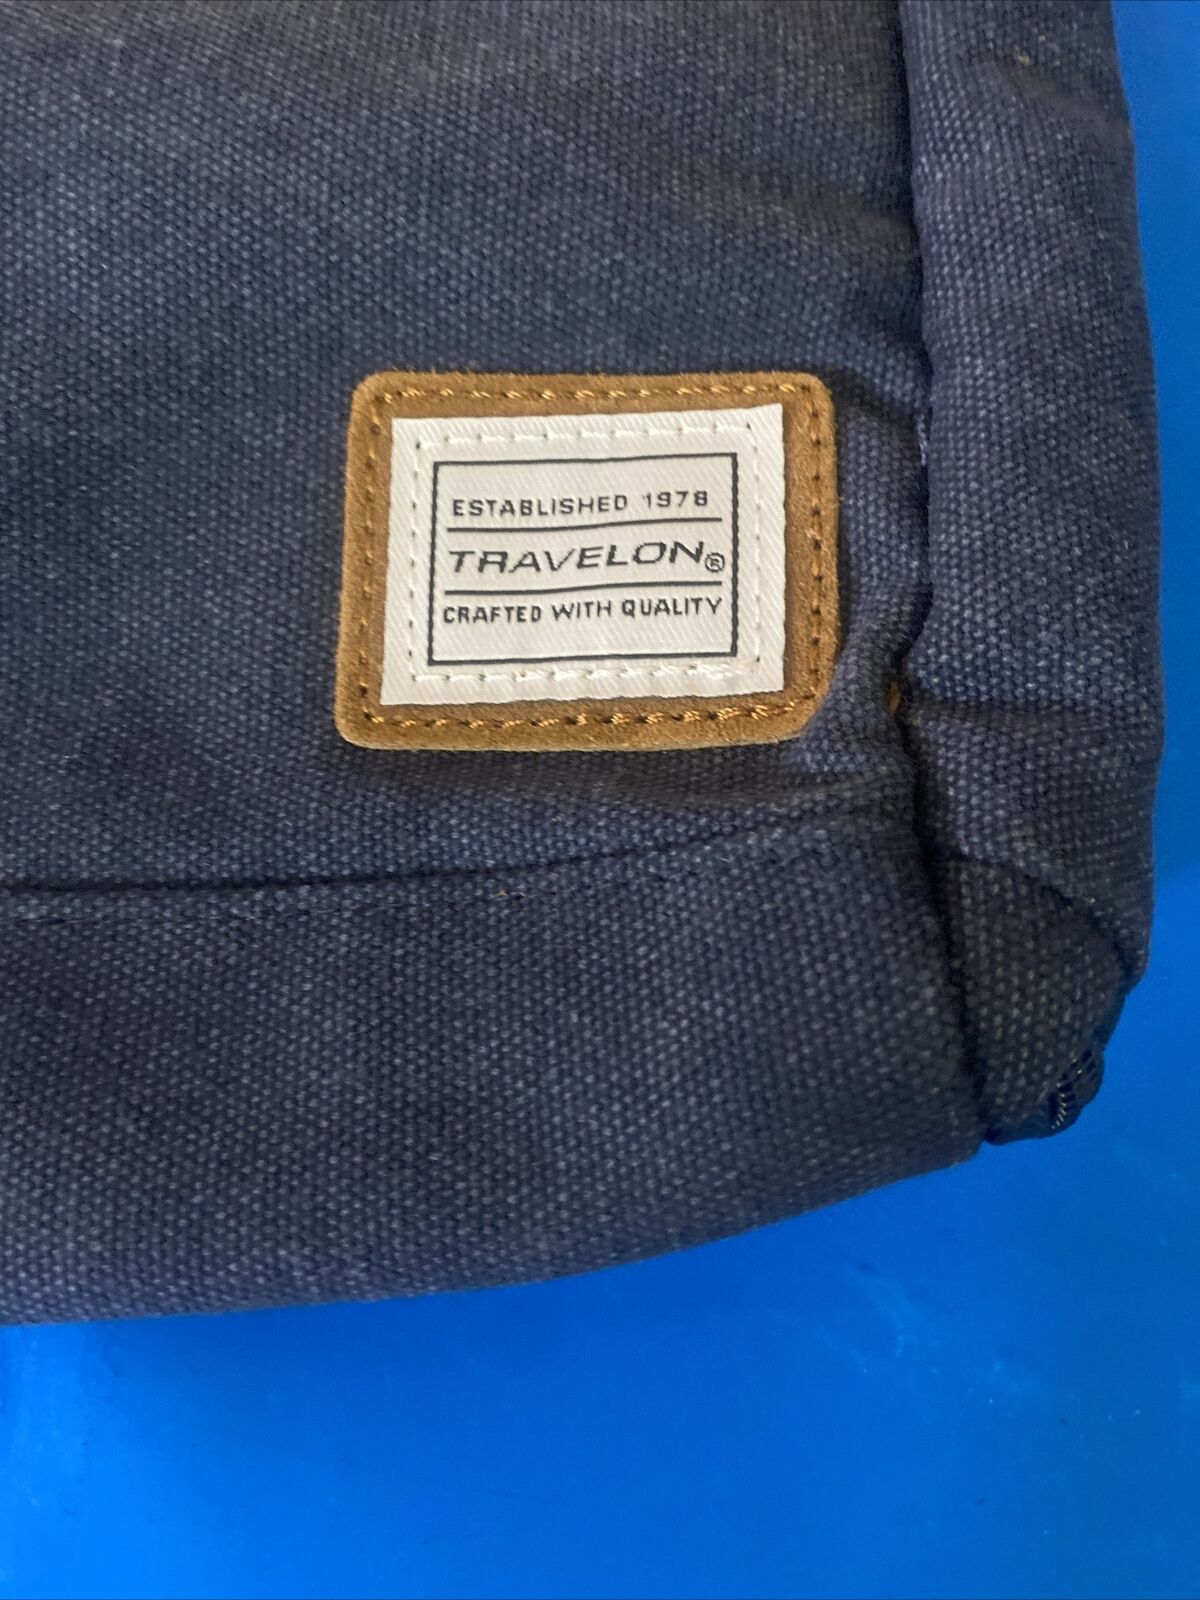 ESTABLISHED 1978
TRAVELON®
CRAFTED WITH QUALITY